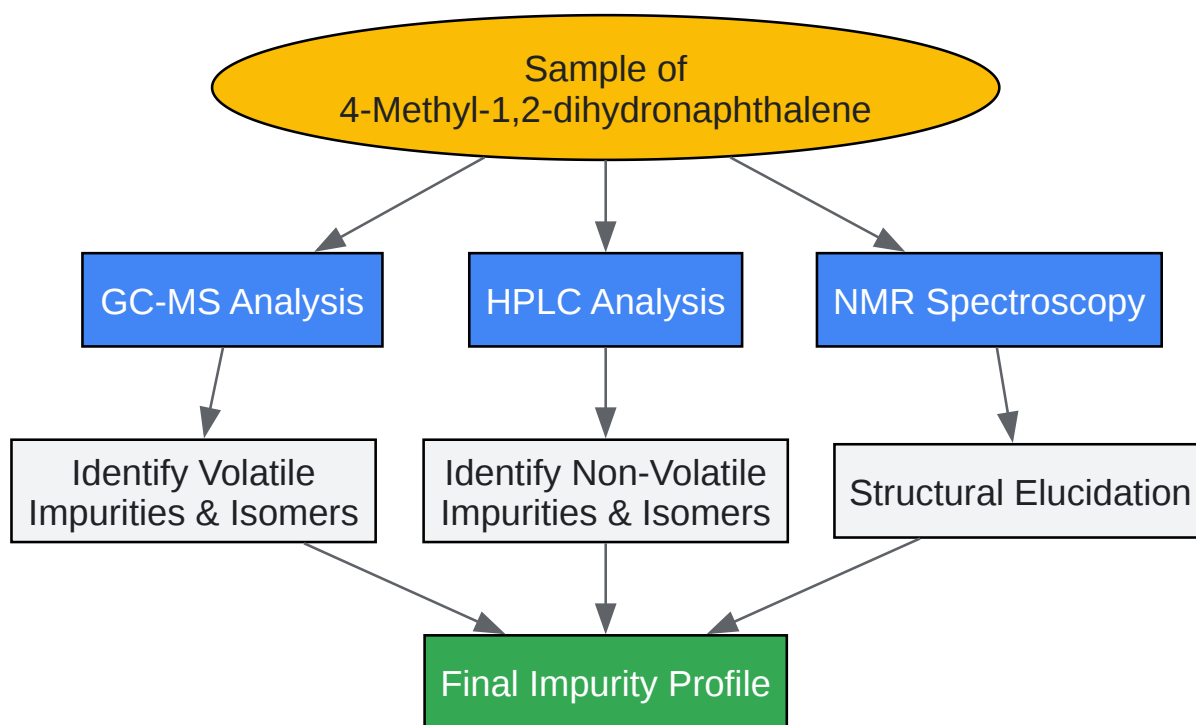 Sample of
4-Methyl-1,2-dihydronaphthalene
GC-MS Analysis
HPLC Analysis
NMR Spectroscopy
Identify Volatile
Impurities & Isomers
Identify Non-Volatile
Impurities & Isomers
Structural Elucidation
Final Impurity Profile